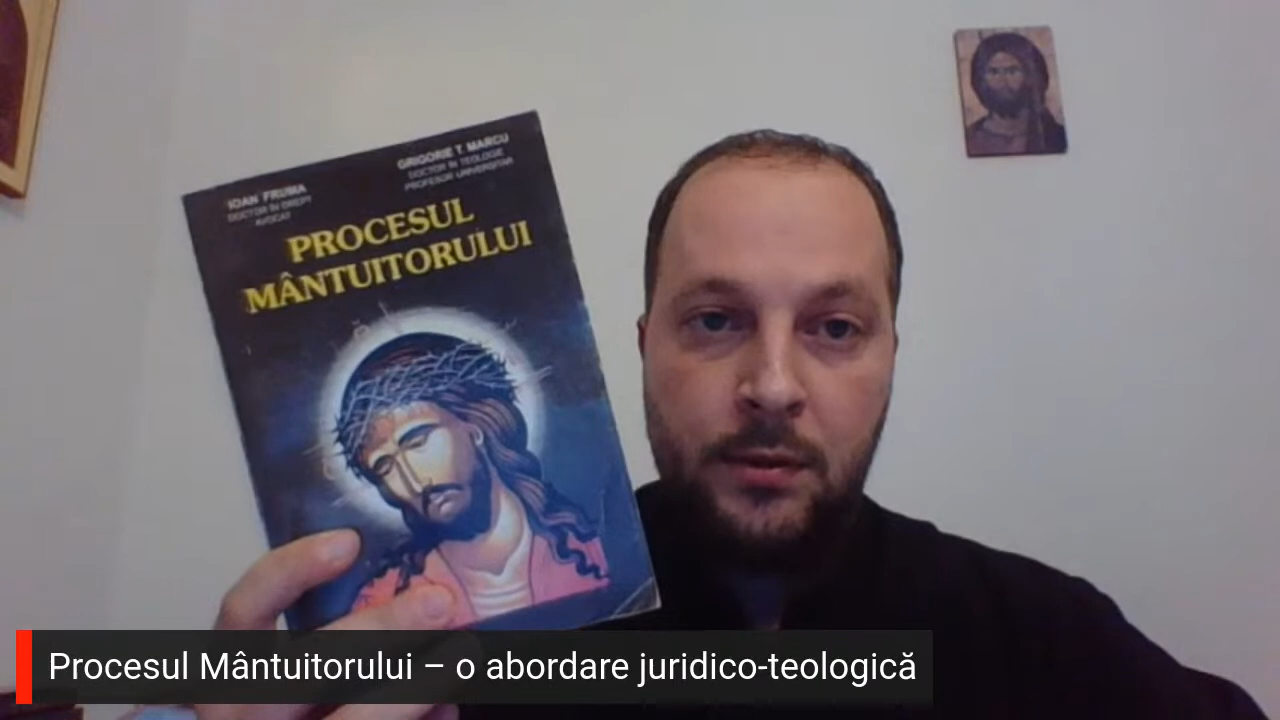 IOAN FRUMA
DOCTOR ÎN DREPT
AVOCAT
GRIGORIE T. MARCU
DOCTOR ÎN TEOLOGIE
PROFESOR UNIVERSITAR
PROCESUL
MÂNTUITORULUI
Procesul Mântuitorului – o abordare juridico-teologică